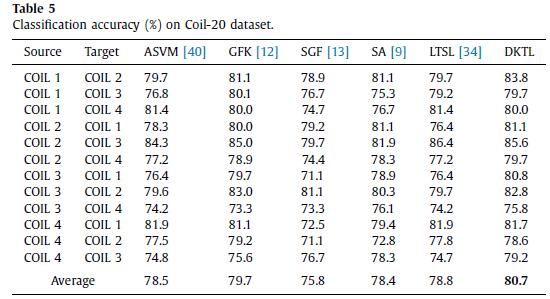 Table 5
Classification accuracy (%) on Coil-20 dataset.
Source Target ASVM [40] GFK [12] SGF [13] SA [9] LTSL [34] DKTL
COIL 1 COIL 2 79.7 81.1 78.9 81.1 79.7 83.8
COIL 1 COIL 3 76.8 80.1 76.7 75.3 79.2 79.7
COIL 1 COIL 4 81.4 80.0 74.7 76.7 81.4 80.0
COIL 2 COIL 1 78.3 80.0 79.2 81.1 76.4 81.1
COIL 2 COIL 3 84.3 85.0 79.7 81.9 86.4 85.6
COIL 2 COIL 4 77.2 78.9 74.4 78.3 77.2 79.7
COIL 3 COIL 1 76.4 79.7 71.1 78.9 76.4 80.8
COIL 3 COIL 2 79.6 83.0 81.1 80.3 79.7 82.8
COIL 3 COIL 4 74.2 73.3 73.3 76.1 74.2 75.8
COIL 4 COIL 1 81.9 81.1 72.5 79.4 81.9 81.7
COIL 4 COIL 2 77.5 79.2 71.1 72.8 77.8 78.6
COIL 4 COIL 3 74.8 75.6 76.7 78.3 74.7 79.2
Average 78.5 79.7 75.8 78.4 78.8 80.7